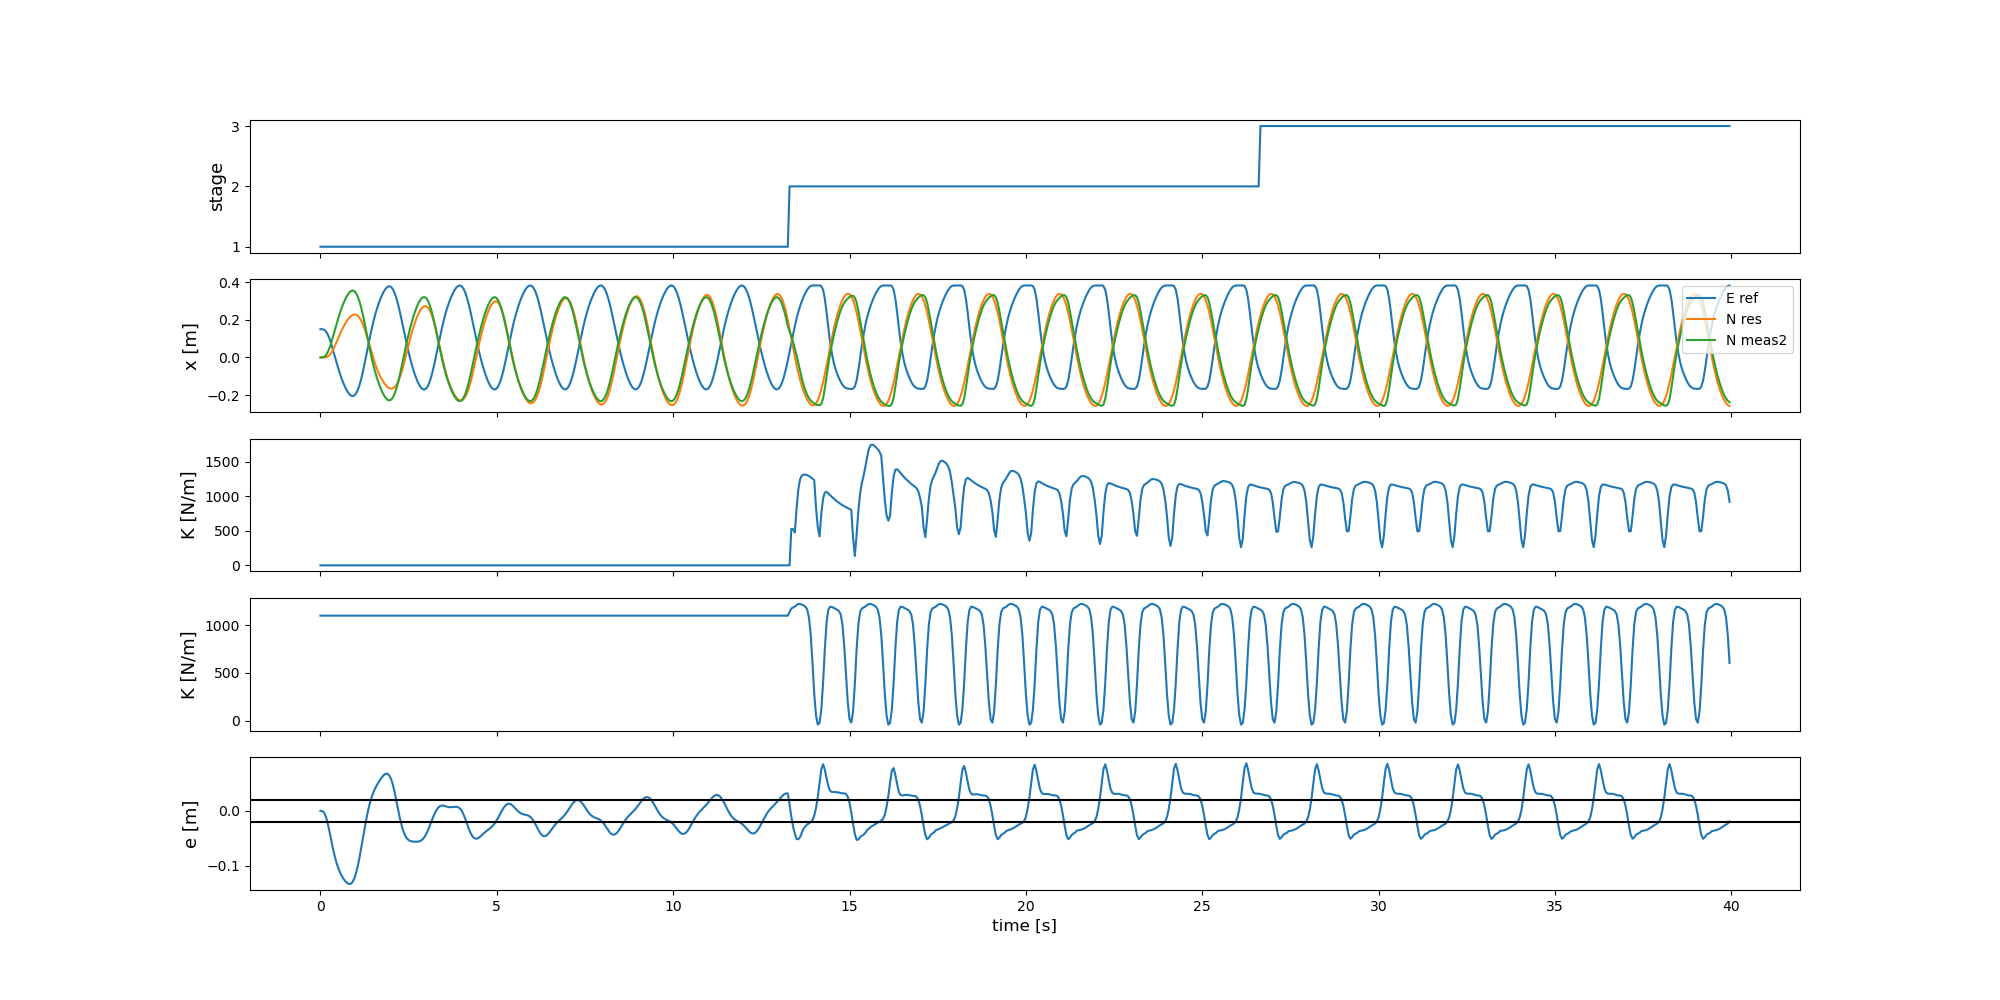 3
2
1
stage
0.4
0.2
0.0
−0.2
x [m]
E ref
N res
N meas2
1500
1000
500
0
K [N/m]
1000
500
0
K [N/m]
0.0
−0.1
e [m]
0 5 10 15 20 25 30 35 40
time [s]